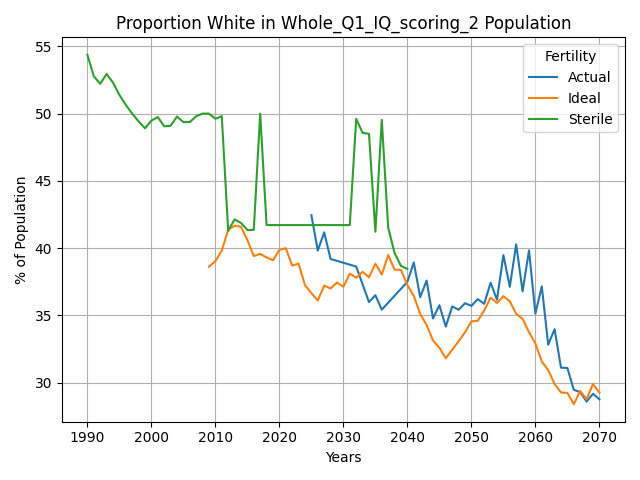 Proportion White in Whole_Q1_IQ_scoring_2 Population
% of Population
55
50
45
40
35
30
Fertility
Actual
Ideal
Sterile
1990 2000 2010 2020 2030 2040 2050 2060 2070
Years